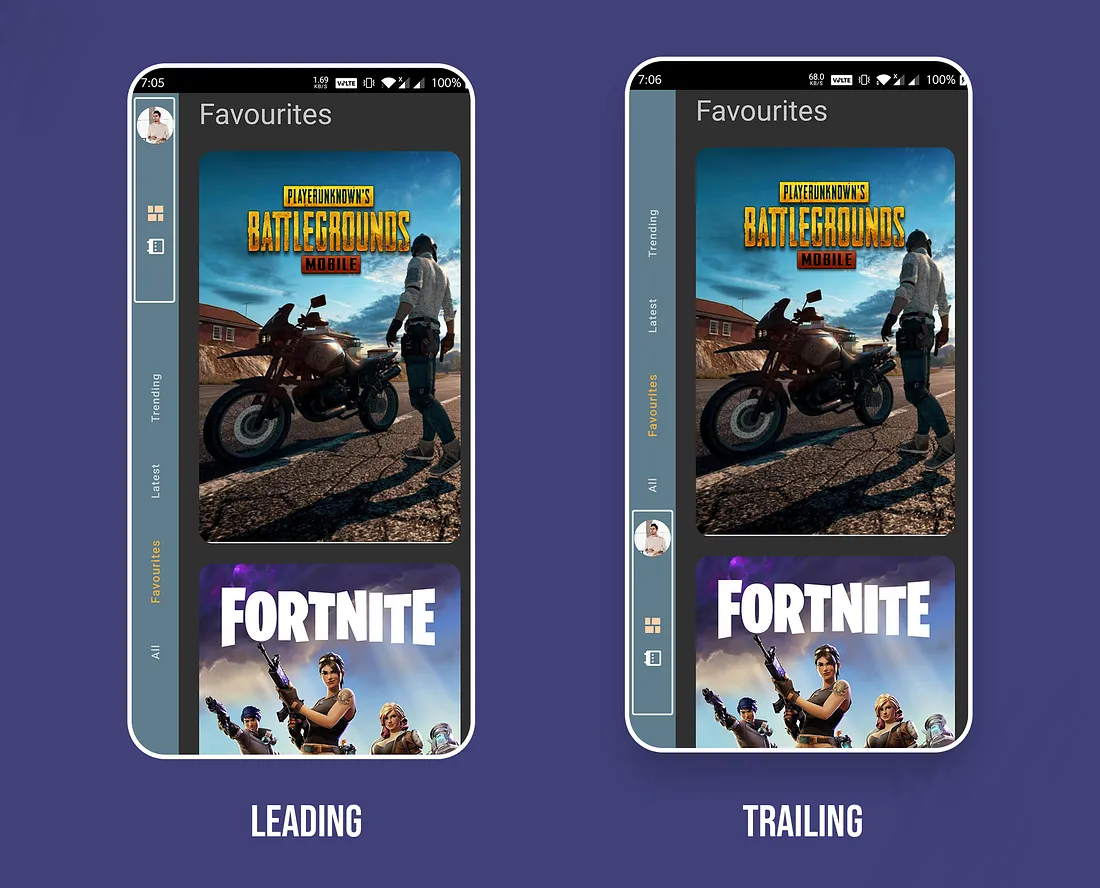 7:05
1.69
KB/S
VoLTE
X
100%
Favourites
PLAYERUNKNOWN'S
BATTLEGROUNDS
MOBILE
Trending
Latest
Favourites
All
FORTNITE
LEADING
7:06
68.0
KB/S
VoLTE
X
100%
Favourites
PLAYERUNKNOWN'S
BATTLEGROUNDS
MOBILE
Trending
Latest
Favourites
All
FORTNITE
TRAILING